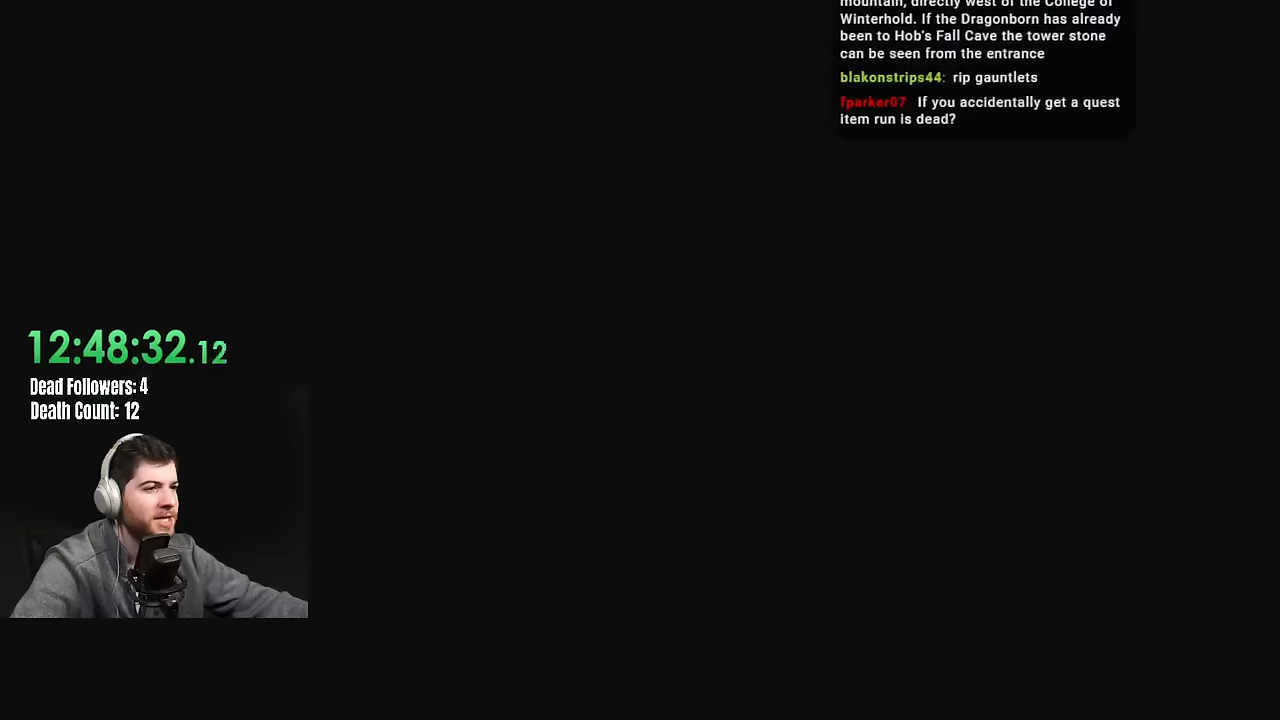 mountain, directly west of the College of
Winterhold. If the Dragonborn has already
been to Hob's Fall Cave the tower stone
can be seen from the entrance
blakonstrips44: rip gauntlets
fparker07 If you accidentally get a quest
item run is dead?
12:48:32.12
Dead Followers: 4
Death Count: 12